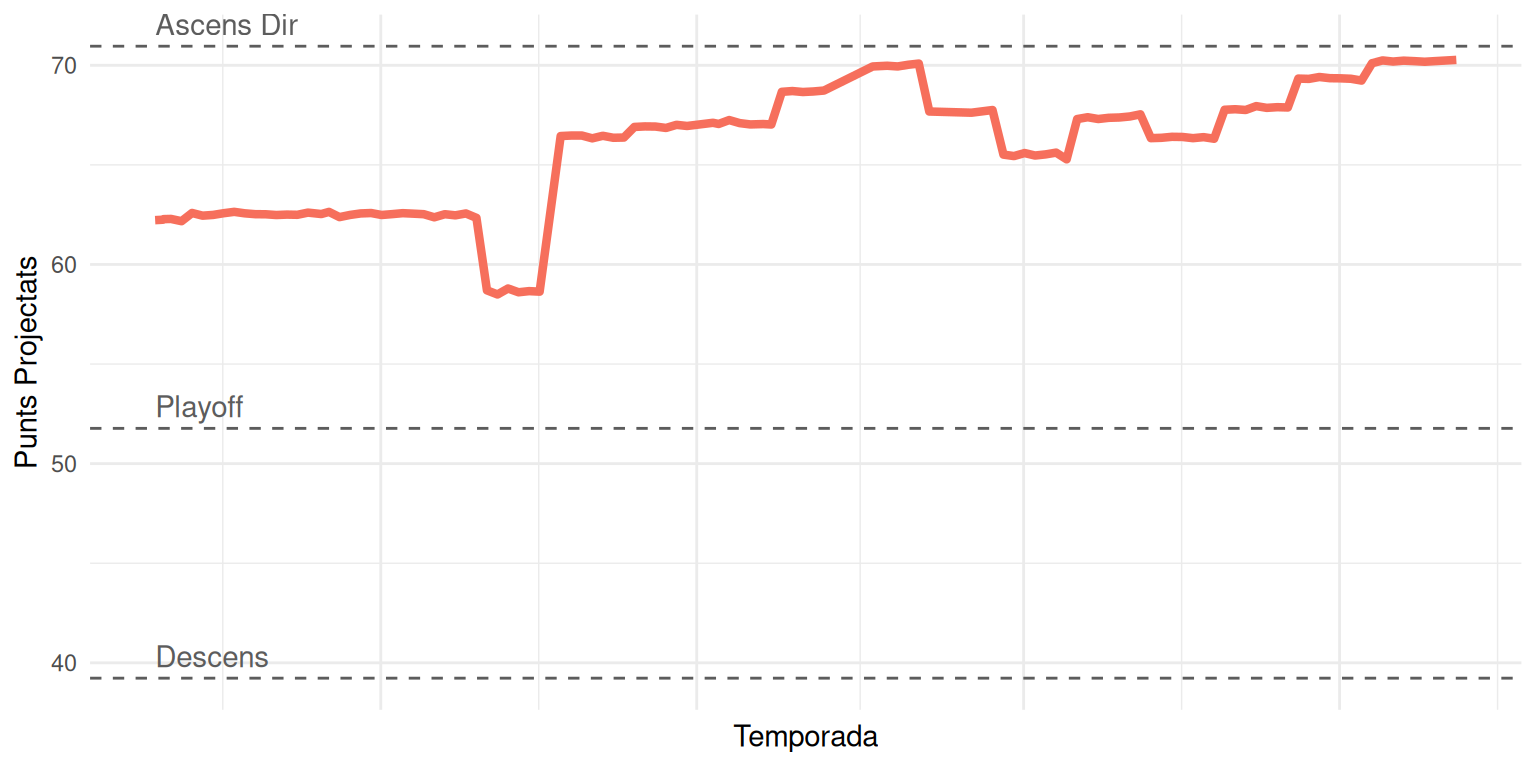 Ascens Dir
70
60
Playoff
50
Descens
40
Punts Projectats
Temporada